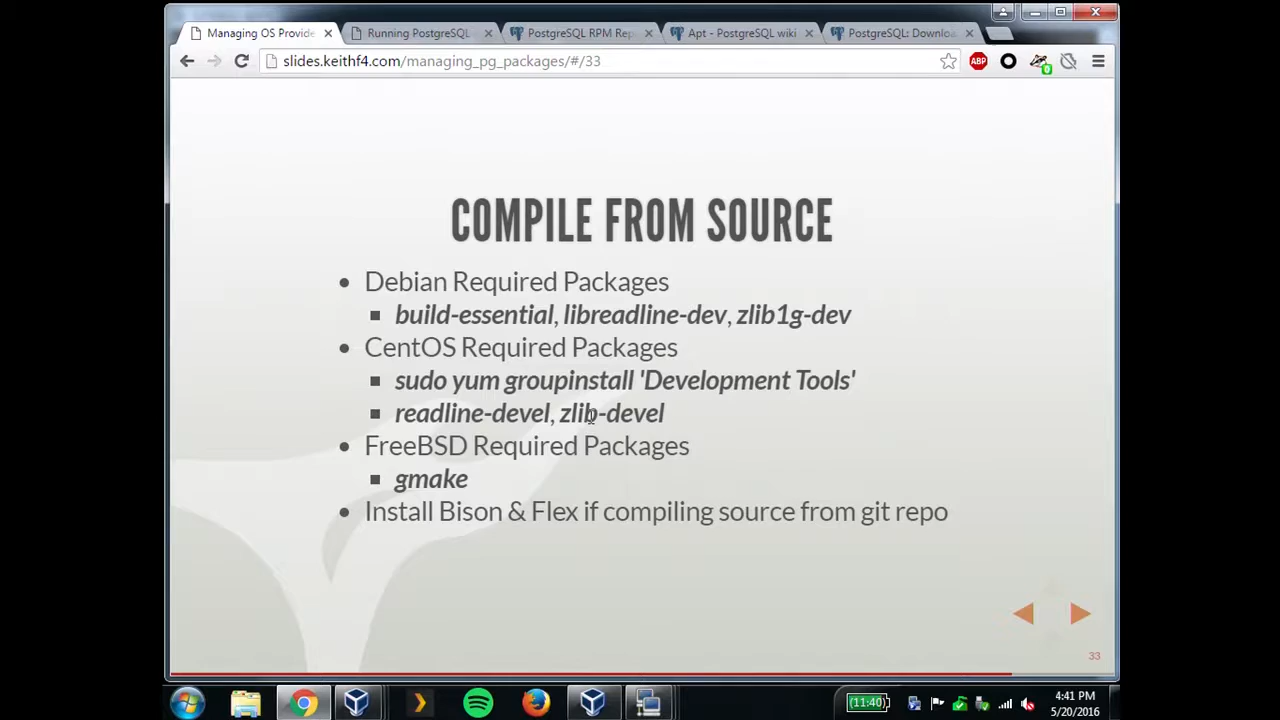 Managing OS Provide
Running PostgreSQL
PostgreSQL RPM Rep
Apt - PostgreSQL wiki
PostgreSQL: Downloa
slides.keithf4.com/managing_pg_packages/#/33
ABP
0
COMPILE FROM SOURCE
Debian Required Packages
build-essential, libreadline-dev, zlib1g-dev
CentOS Required Packages
sudo yum groupinstall 'Development Tools'
readline-devel, zlib-devel
FreeBSD Required Packages
gmake
Install Bison & Flex if compiling source from git repo
33
(11:40)
4:41 PM
5/20/2016